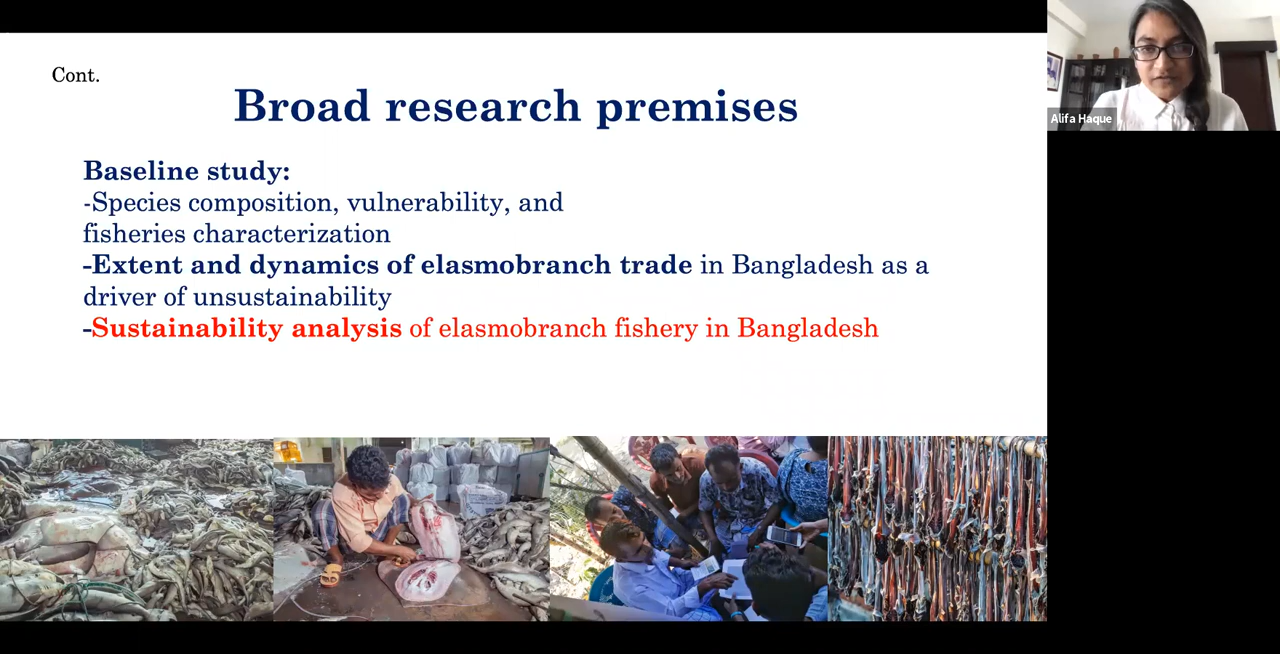 Cont.
Broad research premises
Baseline study:
-Species composition, vulnerability, and
fisheries characterization
-Extent and dynamics of elasmobranch trade in Bangladesh as a
driver of unsustainability
-Sustainability analysis of elasmobranch fishery in Bangladesh
Alifa Haque